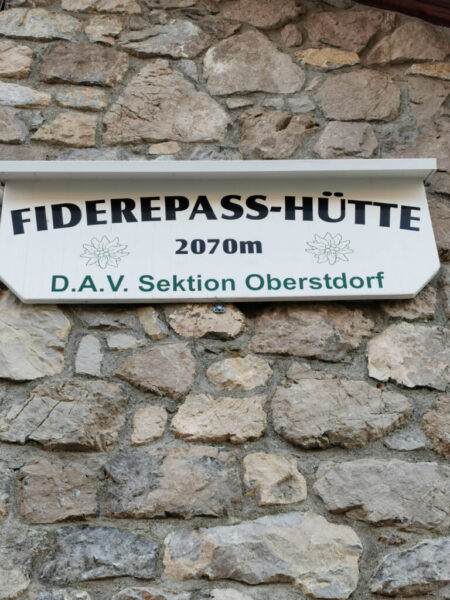 FIDEREPASS-HÜTTE
2070m
D.A.V. Sektion Oberstdorf